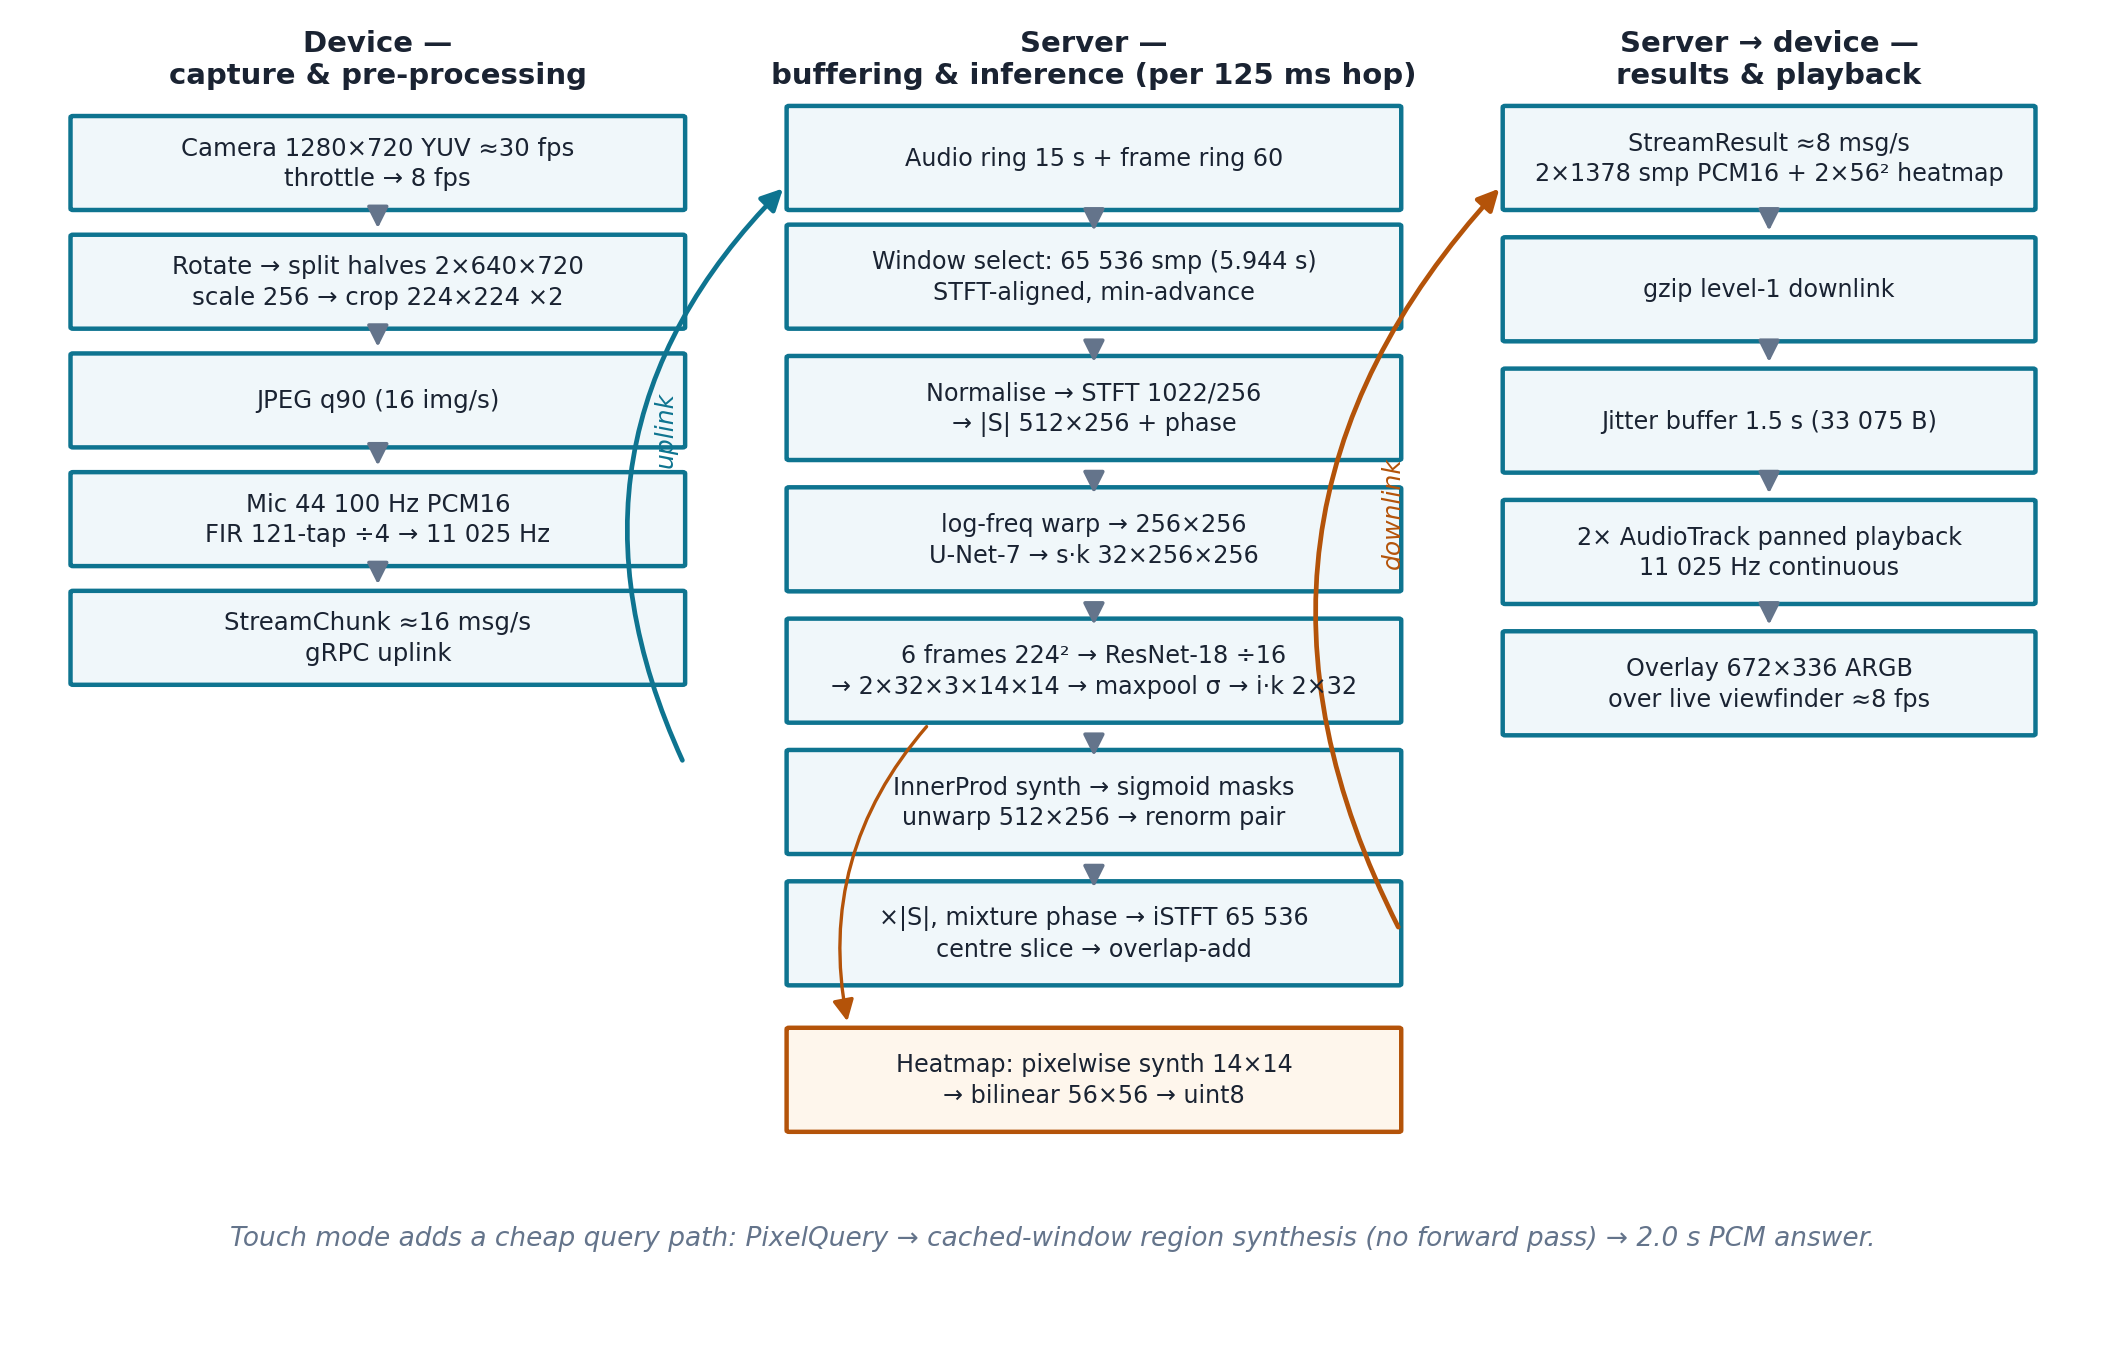 Device —
capture & pre-processing
Camera 1280×720 YUV ≈30 fps
throttle → 8 fps
Rotate → split halves 2×640×720
scale 256 → crop 224×224 ×2
JPEG q90 (16 img/s)
Mic 44 100 Hz PCM16
FIR 121-tap ÷4 → 11 025 Hz
StreamChunk ≈16 msg/s
gRPC uplink
uplink
Server —
buffering & inference (per 125 ms hop)
Audio ring 15 s + frame ring 60
Window select: 65 536 smp (5.944 s)
STFT-aligned, min-advance
Normalise → STFT 1022/256
→ |S| 512×256 + phase
log-freq warp → 256×256
U-Net-7 → s·k 32×256×256
6 frames 224² → ResNet-18 ÷16
→ 2×32×3×14×14 → maxpool σ → i·k 2×32
InnerProd synth → sigmoid masks
unwarp 512×256 → renorm pair
×|S|, mixture phase → iSTFT 65 536
centre slice → overlap-add
Heatmap: pixelwise synth 14×14
→ bilinear 56×56 → uint8
downlink
Server → device —
results & playback
StreamResult ≈8 msg/s
2×1378 smp PCM16 + 2×56² heatmap
gzip level-1 downlink
Jitter buffer 1.5 s (33 075 B)
2× AudioTrack panned playback
11 025 Hz continuous
Overlay 672×336 ARGB
over live viewfinder ≈8 fps
Touch mode adds a cheap query path: PixelQuery → cached-window region synthesis (no forward pass) → 2.0 s PCM answer.